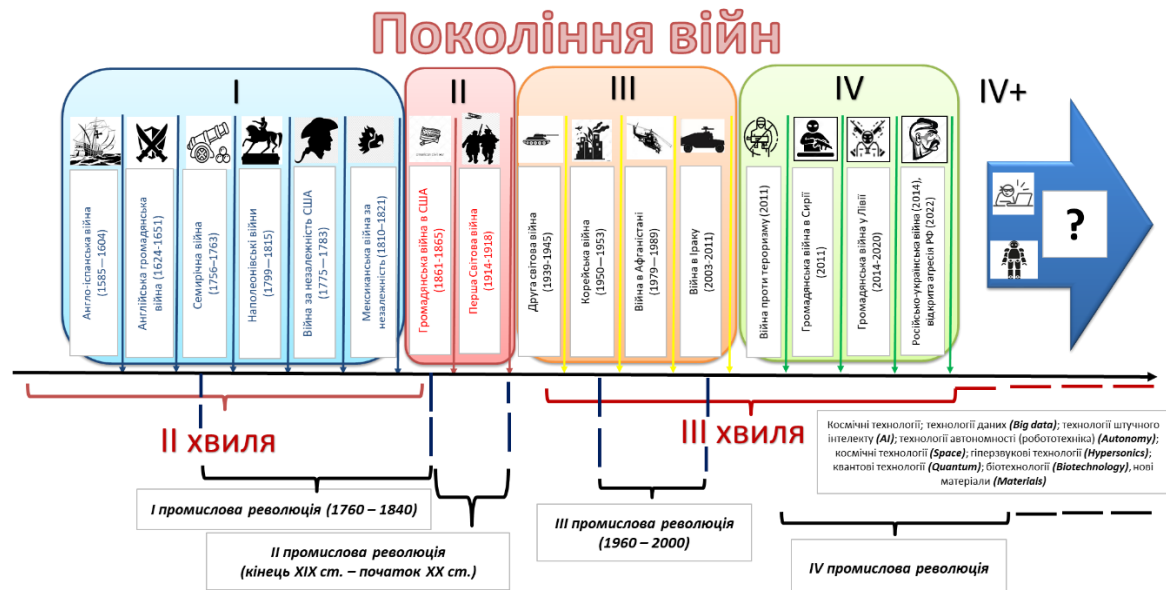 Покоління війн
I
II
III
IV
IV+
Англо-іспанська війна
(1585—1604)
Англійська громадянська
війна (1624-1651)
Семирічна війна
(1756–1763)
Наполеонівські війни
(1799—1815)
Війна за незалежність США
(1775—1783)
Мексиканська війна за
незалежність (1810–1821)
Громадянська війна в США
(1861-1865)
Перша Світова війна
(1914-1918)
Друга світова війна
(1939-1945)
Корейська війна
(1950—1953)
Війна в Афганістані
(1979—1989)
Війна в Іраку
(2003-2011)
Війна проти тероризму (2011)
Громадянська війна в Сирії
(2011)
Громадянська війна у Лівії
(2014-2020)
Російсько-українська війна (2014),
відкрита агресія РФ (2022)
?
II хвиля
III хвиля
Космічні технології; технології даних (Big data); технології штучного
інтелекту (AI); технології автономності (робототехніка) (Autonomy);
космічні технології (Space); гіперзвукові технології (Hypersonics);
квантові технології (Quantum); біотехнології (Biotechnology), нові
матеріали (Materials)
I промислова революція (1760 – 1840)
II промислова революція
(кінець XIX ст. – початок XX ст.)
III промислова революція
(1960 – 2000)
IV промислова революція